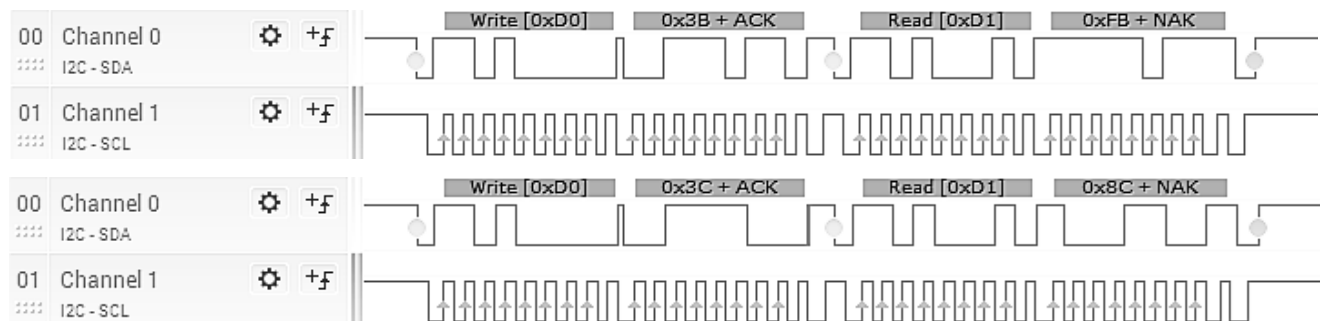 Write [0xD0] 0x3B + ACK Read [0xD1] 0xFB + NAK
00 Channel 0
I2C - SDA
01 Channel 1
I2C - SCL
Write [0xD0] 0x3C + ACK Read [0xD1] 0x8C + NAK
00 Channel 0
I2C - SDA
01 Channel 1
I2C - SCL